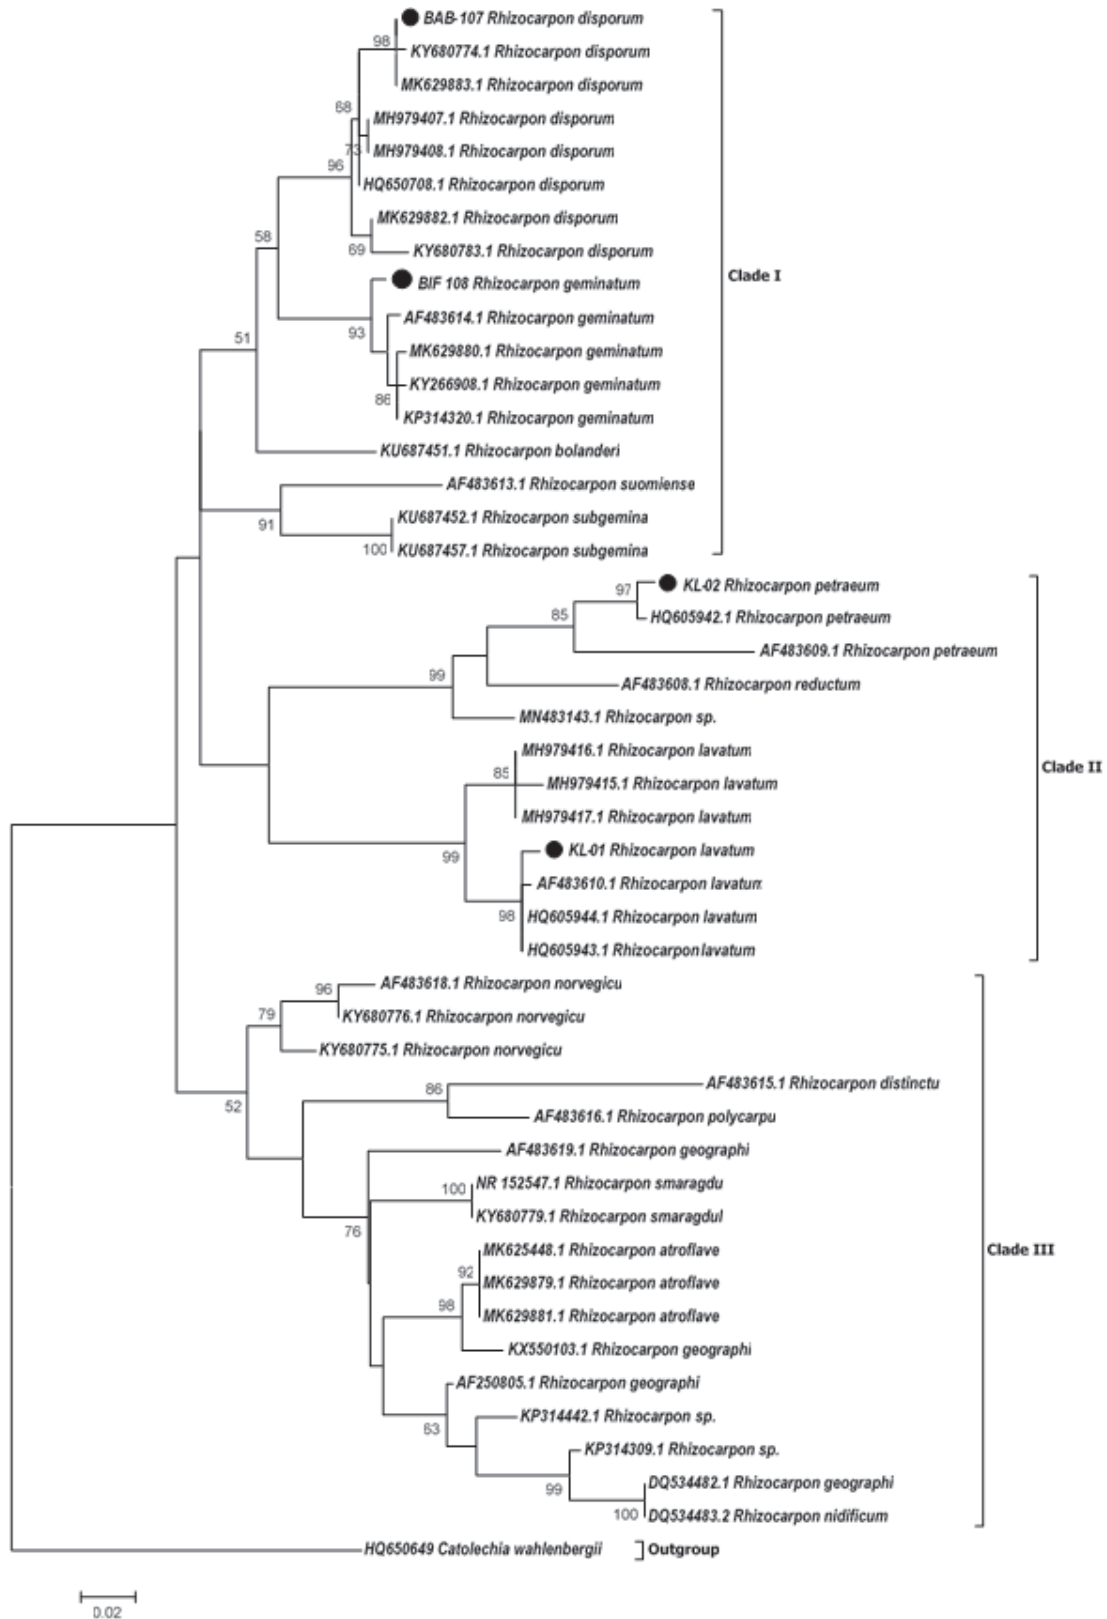 BAB-107 Rhizocarpon disporum
98
KY680774.1 Rhizocarpon disporum
MK629883.1 Rhizocarpon disporum
68
MH979407.1 Rhizocarpon disporum
73
MH979408.1 Rhizocarpon disporum
96
HQ650708.1 Rhizocarpon disporum
MK629882.1 Rhizocarpon disporum
58
69
KY680783.1 Rhizocarpon disporum
Clade I
BIF 108 Rhizocarpon geminatum
AF483614.1 Rhizocarpon geminatum
93
51
MK629880.1 Rhizocarpon geminatum
KY266908.1 Rhizocarpon geminatum
86
KP314320.1 Rhizocarpon geminatum
KU687451.1 Rhizocarpon bolanderi
AF483613.1 Rhizocarpon suomiense
91
KU687452.1 Rhizocarpon subgemina
100
KU687457.1 Rhizocarpon subgemina
97
KL-02 Rhizocarpon petraeum
85
HQ605942.1 Rhizocarpon petraeum
AF483609.1 Rhizocarpon petraeum
99
AF483608.1 Rhizocarpon reductum
MN483143.1 Rhizocarpon sp.
MH979416.1 Rhizocarpon lavatum
85
Clade II
MH979415.1 Rhizocarpon lavatum
MH979417.1 Rhizocarpon lavatum
99
KL-01 Rhizocarpon lavatum
AF483610.1 Rhizocarpon lavatum
98
HQ605944.1 Rhizocarpon lavatum
HQ605943.1 Rhizocarpon lavatum
96
AF483618.1 Rhizocarpon norvegicu
79
KY680776.1 Rhizocarpon norvegicu
KY680775.1 Rhizocarpon norvegicu
52
86
AF483615.1 Rhizocarpon distinctu
AF483616.1 Rhizocarpon polycarpu
AF483619.1 Rhizocarpon geographi
100
NR 152547.1 Rhizocarpon smaragdu
76
KY680779.1 Rhizocarpon smaragdul
Clade III
MK625448.1 Rhizocarpon atroflave
92
MK629879.1 Rhizocarpon atroflave
98
MK629881.1 Rhizocarpon atroflave
KX550103.1 Rhizocarpon geographi
AF250805.1 Rhizocarpon geographi
63
KP314442.1 Rhizocarpon sp.
KP314309.1 Rhizocarpon sp.
99
DQ534482.1 Rhizocarpon geographi
100
DQ534483.2 Rhizocarpon nidificum
HQ650649 Catolechia wahlenbergii
Outgroup
0.02